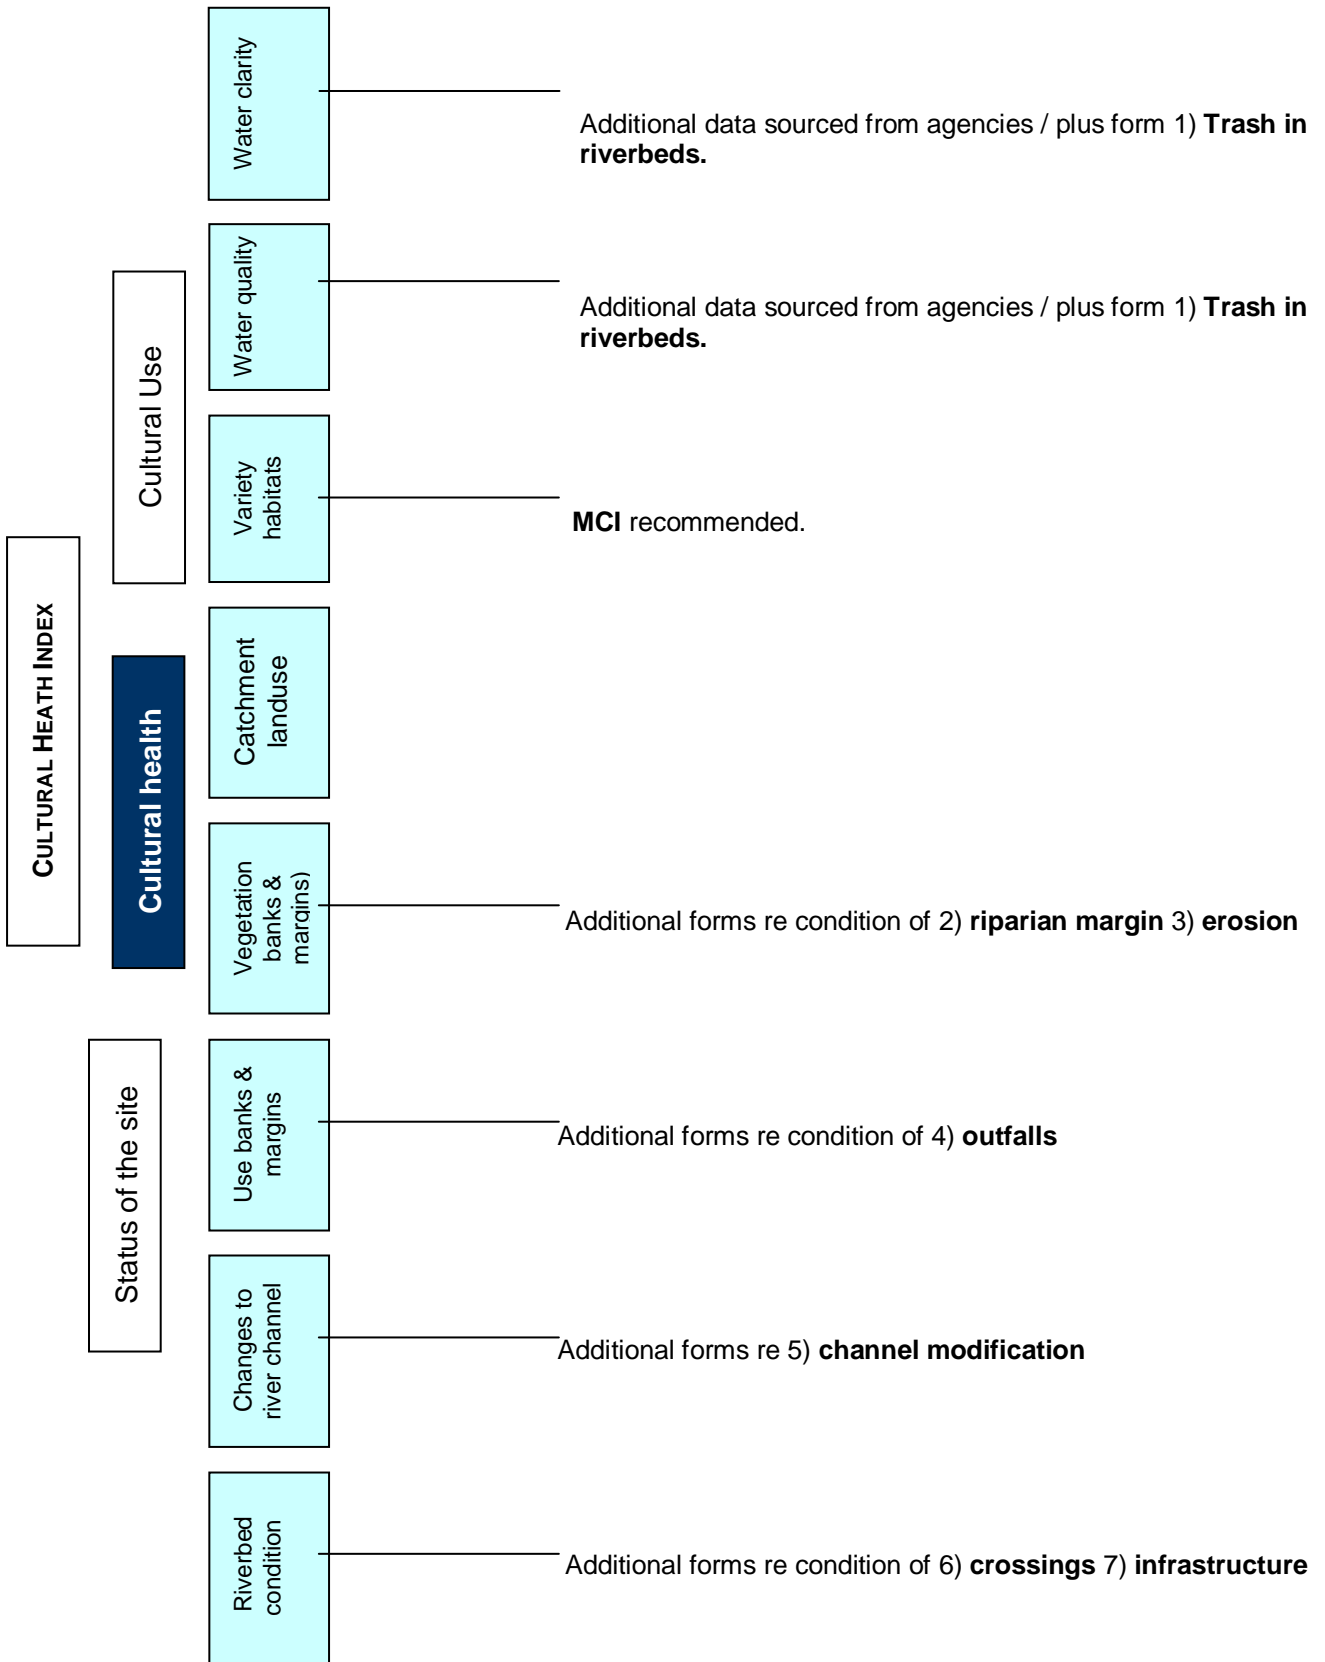 CULTURAL HEATH INDEX
Cultural Use
Cultural health
Status of the site
Water clarity
Additional data sourced from agencies / plus form 1) Trash in
riverbeds.
Water quality
Additional data sourced from agencies / plus form 1) Trash in
riverbeds.
Variety
habitats
MCI recommended.
Catchment
landuse
Vegetation
banks &
margins)
Additional forms re condition of 2) riparian margin 3) erosion
Use banks &
margins
Additional forms re condition of 4) outfalls
Changes to
river channel
Additional forms re 5) channel modification
Riverbed
condition
Additional forms re condition of 6) crossings 7) infrastructure